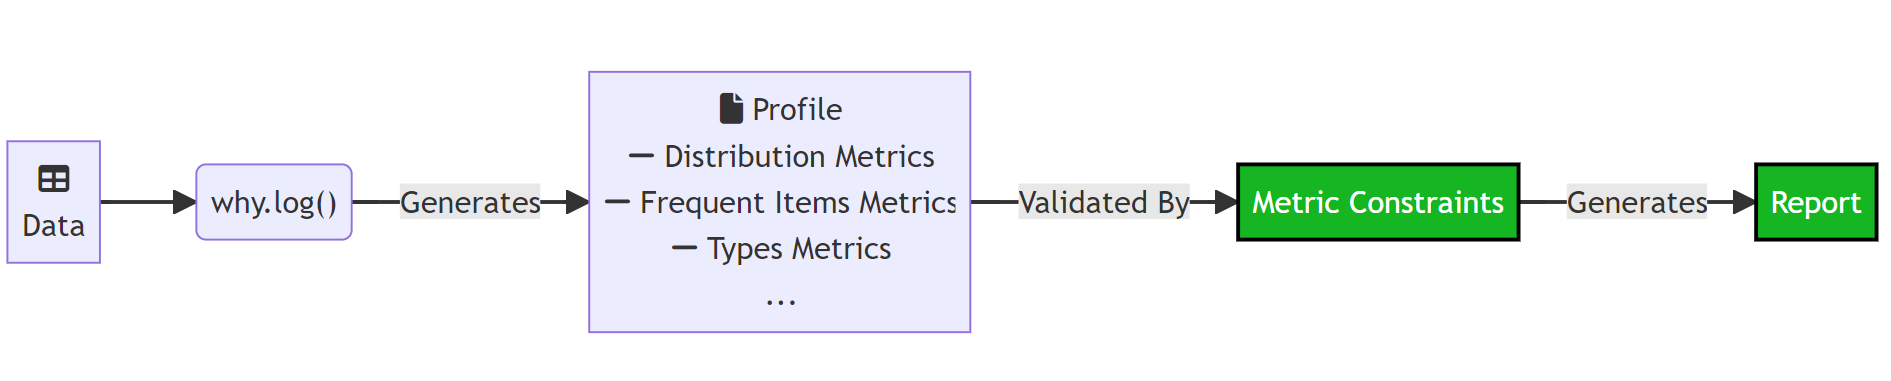 Data
why.log()
Generates
Profile
— Distribution Metrics
— Frequent Items Metrics
— Types Metrics
...
Validated By
Metric Constraints
Generates
Report